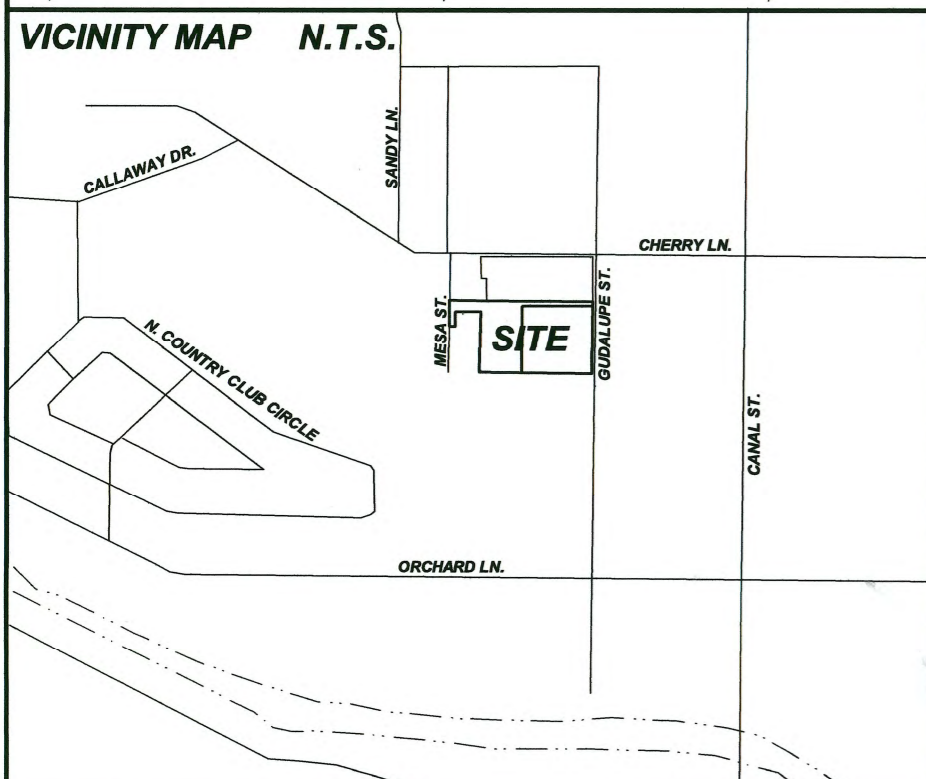 VICINITY MAP N.T.S.
SANDY LN.
CALLAWAY DR.
CHERRY LN.
MESA ST.
SITE
GUDALUPE ST.
N. COUNTRY CLUB CIRCLE
CANAL ST.
ORCHARD LN.